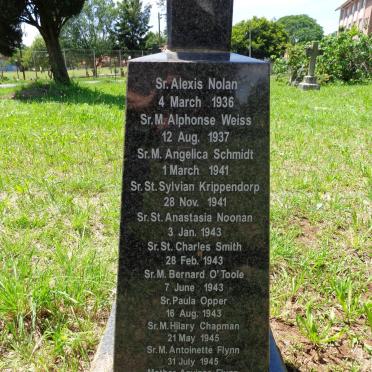 Sr. Alexis Nolan
4 March 1936
Sr. M. Alphonse Weiss
12 Aug. 1937
Sr. M. Angelica Schmidt
1 March 1941
Sr. St. Sylvian Krippendorp
28 Nov. 1941
Sr. St. Anastasia Noonan
3 Jan. 1943
Sr. St. Charles Smith
28 Feb. 1943
Sr. M. Bernard O'Toole
7 June 1943
Sr. Paula Opper
16 Aug. 1943
Sr. M. Hilary Chapman
21 May 1945
Sr. M. Antoinette Flynn
31 July 1945